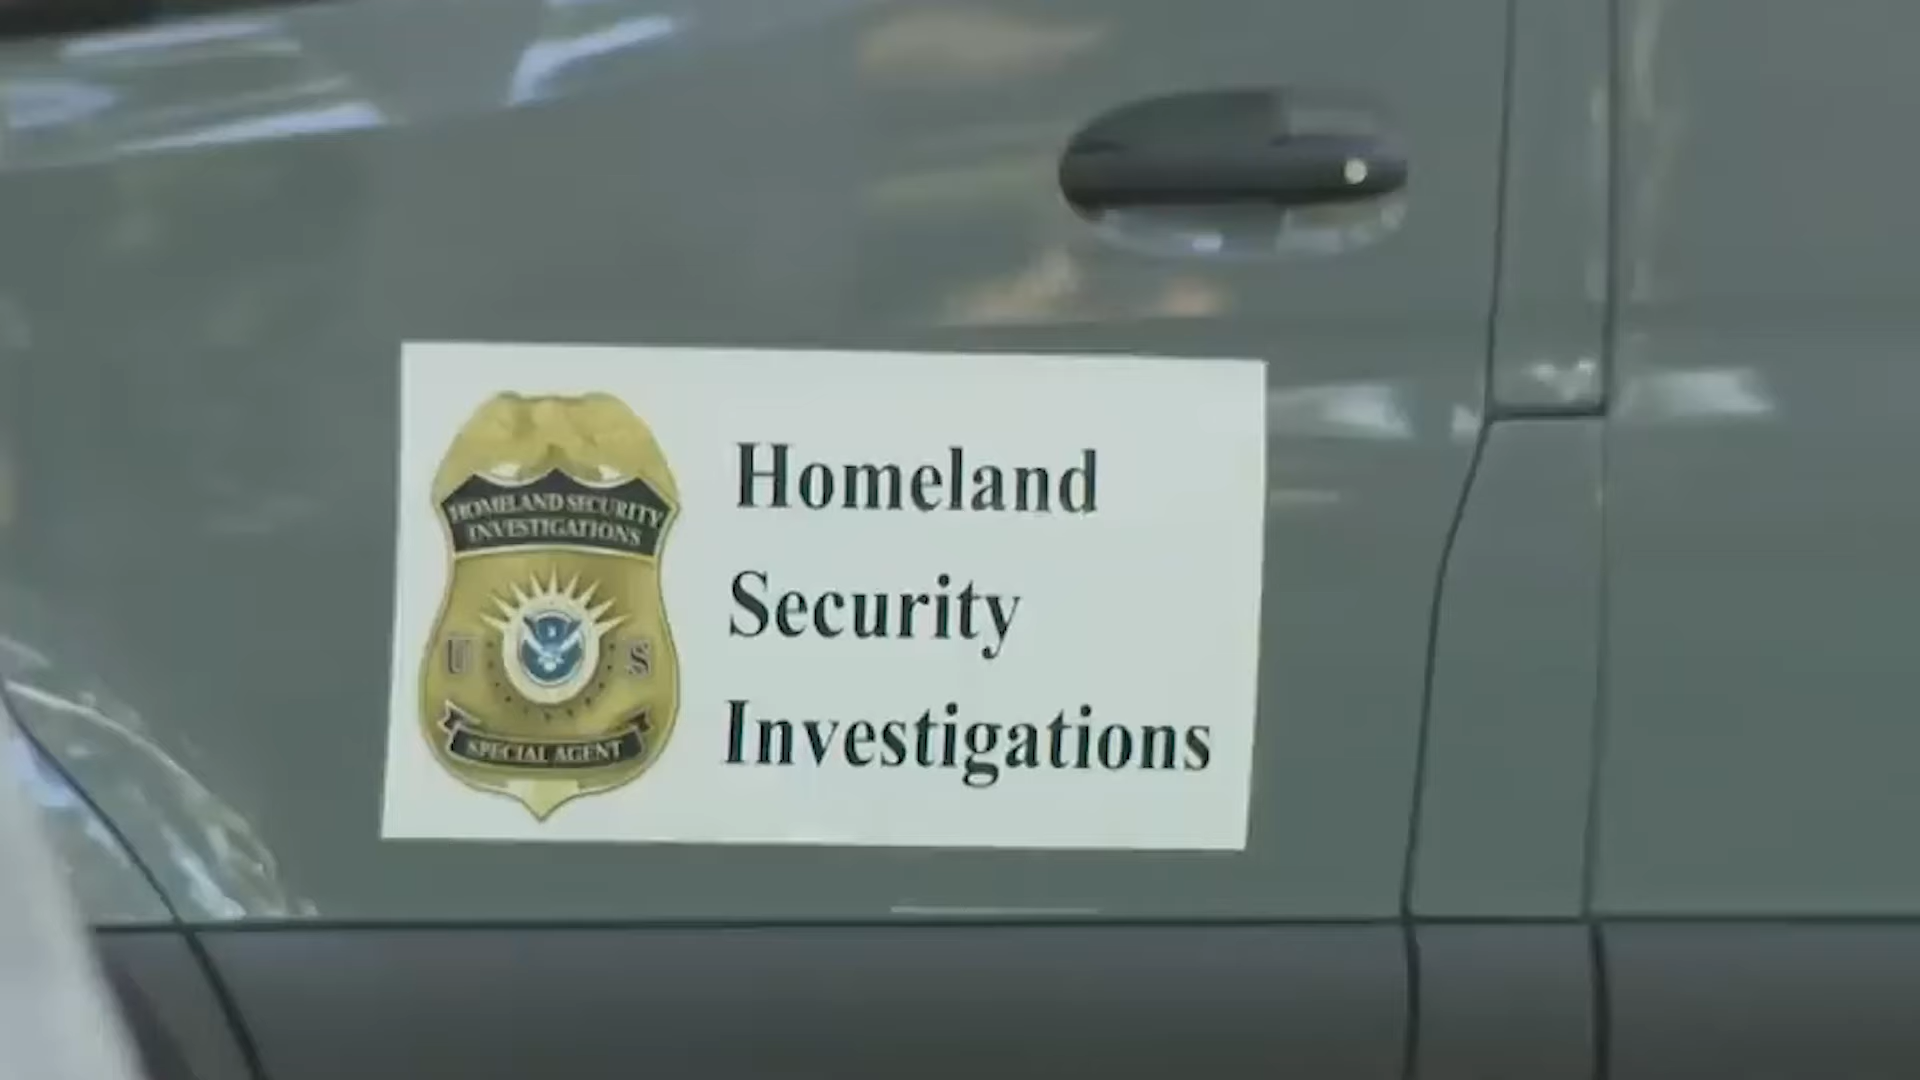 HOMELAND SECURITY
INVESTIGATIONS
U S
SPECIAL AGENT
Homeland
Security
Investigations